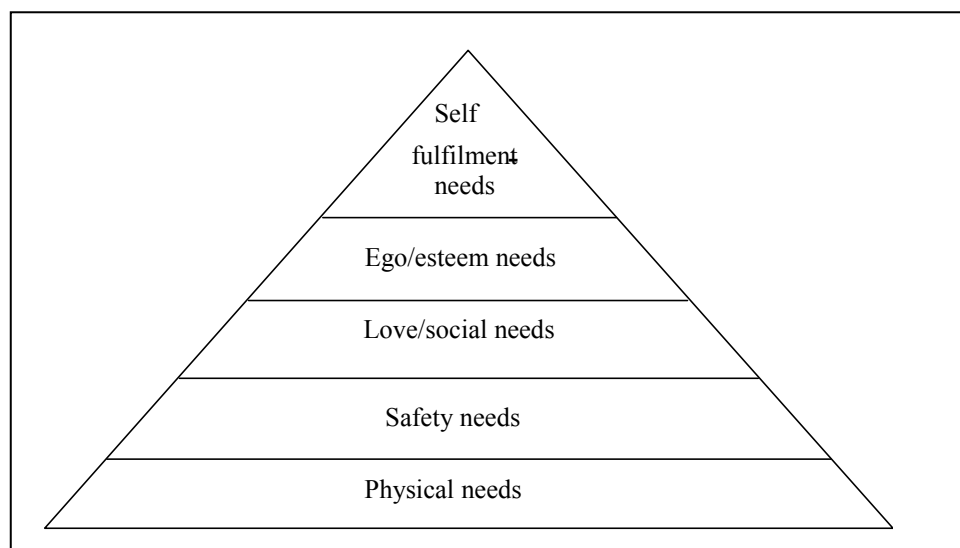 Self
fulfilment-
needs
Ego/esteem needs
Love/social needs
Safety needs
Physical needs